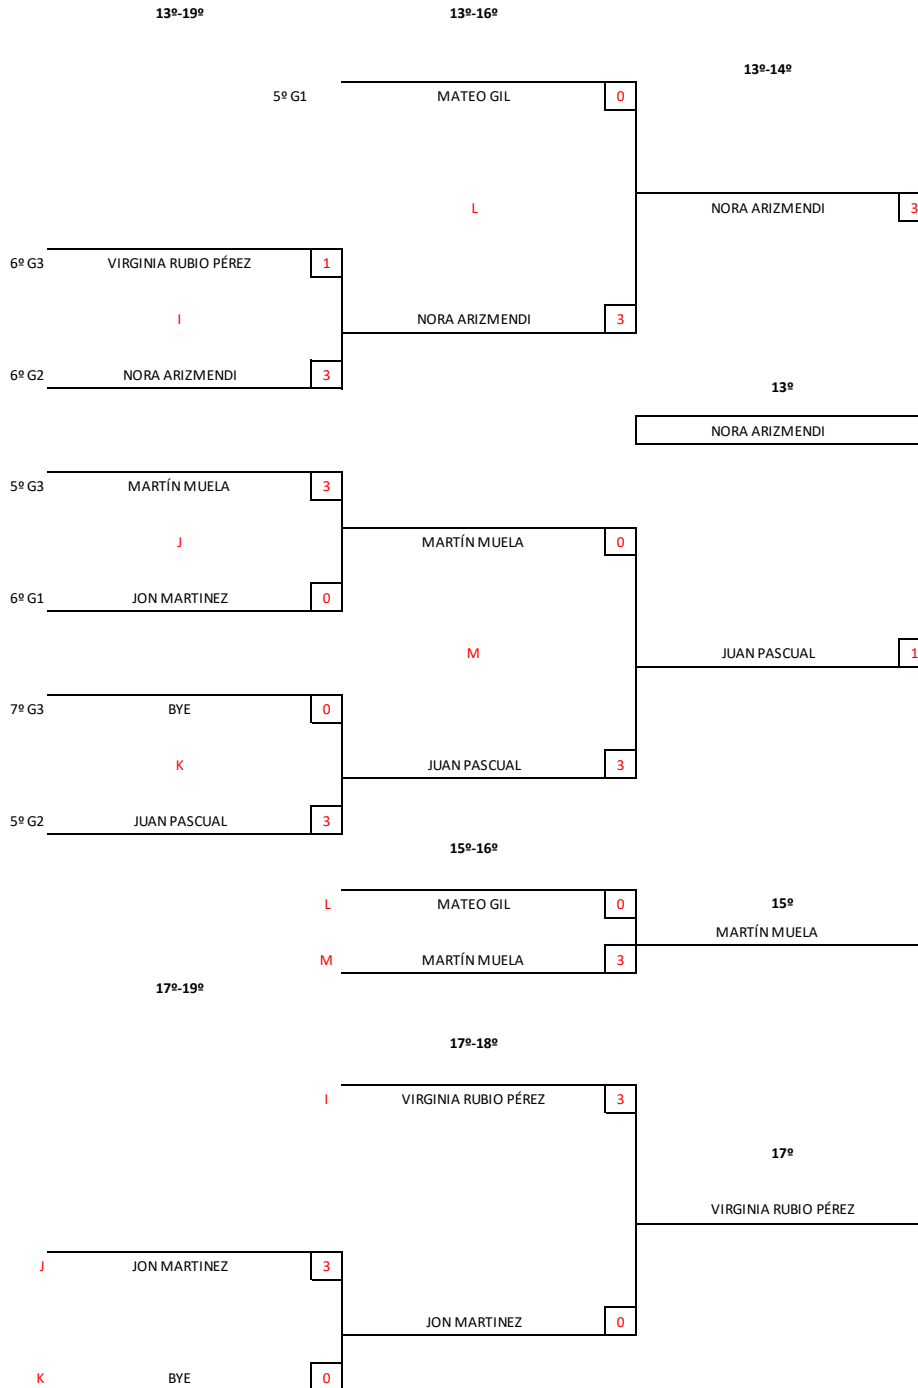 13º-19º 13º-16º
13º-14º
5º G1 MATEO GIL 0
L NORA ARIZMENDI 3
6º G3 VIRGINIA RUBIO PÉREZ 1
I NORA ARIZMENDI 3
6º G2 NORA ARIZMENDI 3
13º
NORA ARIZMENDI
5º G3 MARTÍN MUELA 3
J MARTÍN MUELA 0
6º G1 JON MARTINEZ 0
M JUAN PASCUAL 1
7º G3 BYE 0
K JUAN PASCUAL 3
5º G2 JUAN PASCUAL 3
15º-16º
L MATEO GIL 0 15º
MARTÍN MUELA
M MARTÍN MUELA 3
17º-19º
17º-18º
I VIRGINIA RUBIO PÉREZ 3
17º
VIRGINIA RUBIO PÉREZ
J JON MARTINEZ 3
JON MARTINEZ 0
K BYE 0